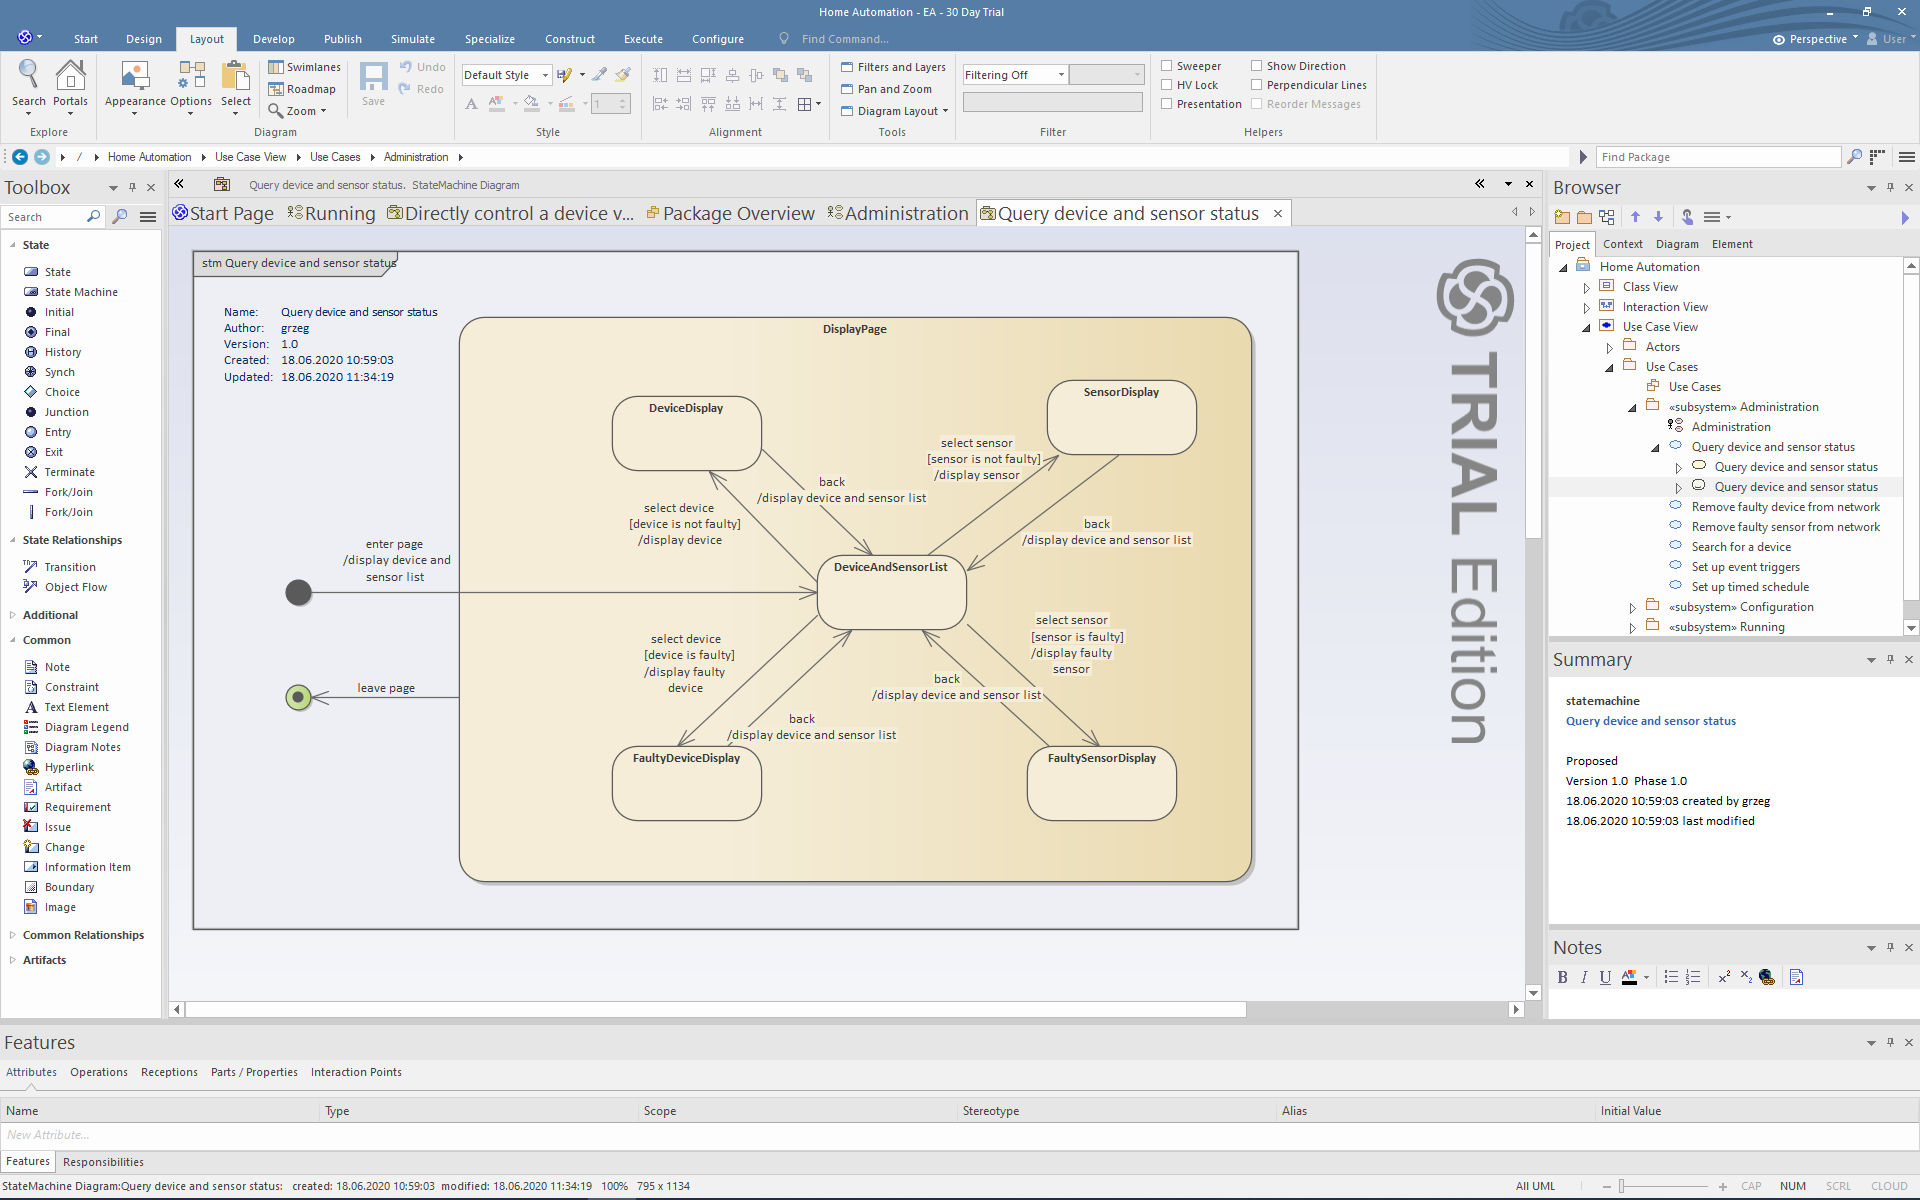 Home Automation - EA - 30 Day Trial
Start Design Layout Develop Publish Simulate Specialize Construct Execute Configure Find Command... Perspective User
Search Portals Appearance Options Select Swimlanes Roadmap Zoom Save Undo Redo
Default Style 1
Filters and Layers
Pan and Zoom
Diagram Layout
Filtering Off
Sweeper Show Direction
HV Lock Perpendicular Lines
Presentation Reorder Messages
Explore Diagram Style Alignment Tools Filter Helpers
/ Home Automation Use Case View Use Cases Administration Find Package
Toolbox
Search
State
State
State Machine
Initial
Final
History
Synch
Choice
Junction
Entry
Exit
Terminate
Fork/Join
Fork/Join
State Relationships
Transition
Object Flow
Additional
Common
Note
Constraint
Text Element
Diagram Legend
Diagram Notes
Hyperlink
Artifact
Requirement
Issue
Change
Information Item
Boundary
Image
Common Relationships
Artifacts
Query device and sensor status. StateMachine Diagram
Start Page Running Directly control a device v... Package Overview Administration Query device and sensor status
stm Query device and sensor status
Name: Query device and sensor status
Author: grzeg
Version: 1.0
Created: 18.06.2020 10:59:03
Updated: 18.06.2020 11:34:19
DisplayPage
DeviceDisplay
SensorDisplay
select sensor
[sensor is not faulty]
/display sensor
back
/display device and sensor list
select device
[device is not faulty]
/display device
back
/display device and sensor list
enter page
/display device and
sensor list
DeviceAndSensorList
select device
[device is faulty]
/display faulty
device
select sensor
[sensor is faulty]
/display faulty
sensor
leave page
back
/display device and sensor list
back
/display device and sensor list
FaultyDeviceDisplay
FaultySensorDisplay
TRIAL Edition
Browser
Project Context Diagram Element
Home Automation
Class View
Interaction View
Use Case View
Actors
Use Cases
Use Cases
«subsystem» Administration
Administration
Query device and sensor status
Query device and sensor status
Query device and sensor status
Remove faulty device from network
Remove faulty sensor from network
Search for a device
Set up event triggers
Set up timed schedule
«subsystem» Configuration
«subsystem» Running
Summary
statemachine
Query device and sensor status
Proposed
Version 1.0 Phase 1.0
18.06.2020 10:59:03 created by grzeg
18.06.2020 10:59:03 last modified
Notes
B I U A
Features
Attributes Operations Receptions Parts / Properties Interaction Points
Name Type Scope Stereotype Alias Initial Value
New Attribute...
Features Responsibilities
StateMachine Diagram:Query device and sensor status: created: 18.06.2020 10:59:03 modified: 18.06.2020 11:34:19 100% 795 x 1134 All UML CAP NUM SCRL CLOUD